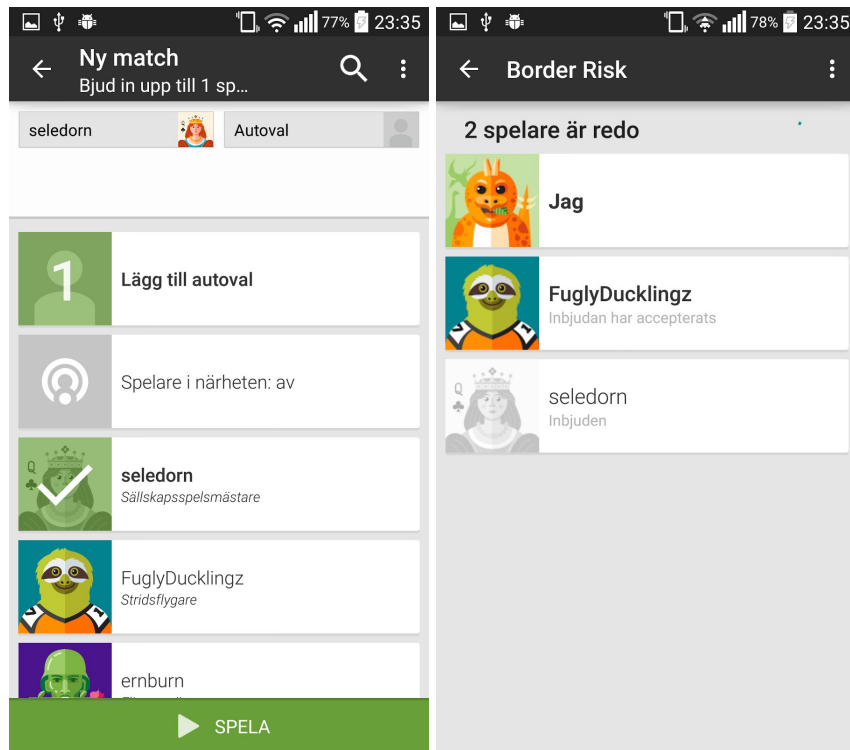 77% 23:35
Ny match
Bjud in upp till 1 sp...
seledorn
Autoval
1
Lägg till autoval
Spelare i närheten: av
Q
seledorn
Sällskapsspelsmästare
FuglyDucklingz
Stridsflygare
ernburn
SPELA
78% 23:35
Border Risk
2 spelare är redo
Jag
FuglyDucklingz
Inbjudan har accepterats
Q
seledorn
Inbjuden